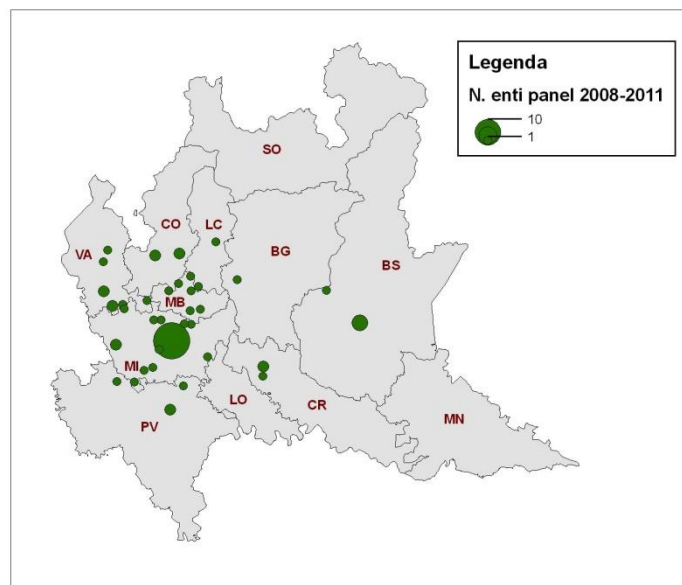 Legenda
N. enti panel 2008-2011
10
1
SO
CO
LC
VA
BG
BS
MB
MI
LO
CR
MN
PV